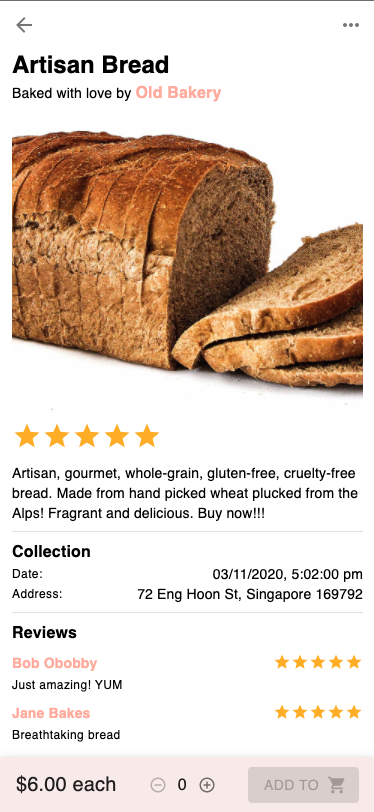 Artisan Bread
Baked with love by Old Bakery
Artisan, gourmet, whole-grain, gluten-free, cruelty-free
bread. Made from hand picked wheat plucked from the
Alps! Fragrant and delicious. Buy now!!!
Collection
Date: 03/11/2020, 5:02:00 pm
Address: 72 Eng Hoon St, Singapore 169792
Reviews
Bob Obobby
Just amazing! YUM
Jane Bakes
Breathtaking bread
$6.00 each 0 ADD TO